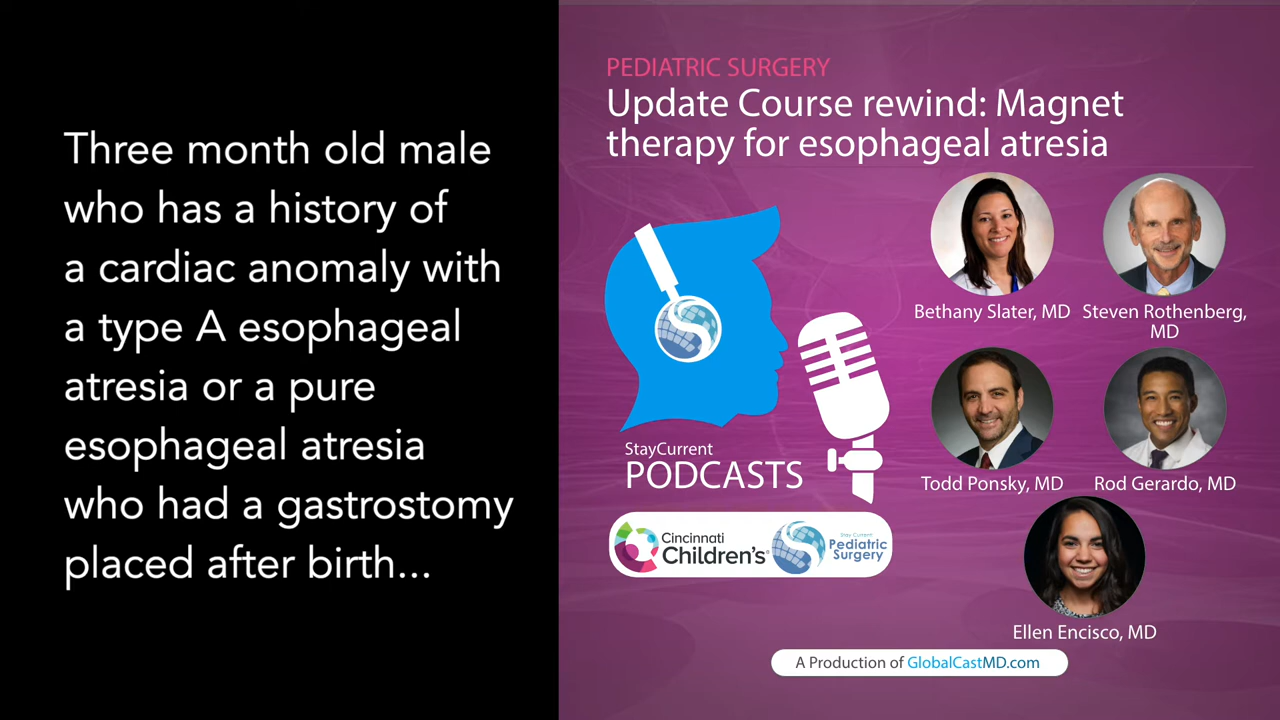 Three month old male
who has a history of
a cardiac anomaly with
a type A esophageal
atresia or a pure
esophageal atresia
who had a gastrostomy
placed after birth...
PEDIATRIC SURGERY
Update Course rewind: Magnet
therapy for esophageal atresia
Bethany Slater, MD
Steven Rothenberg,
MD
Todd Ponsky, MD
Rod Gerardo, MD
Ellen Encisco, MD
StayCurrent
PODCASTS
Cincinnati
Children's®
Stay Current
Pediatric
Surgery
A Production of GlobalCastMD.com